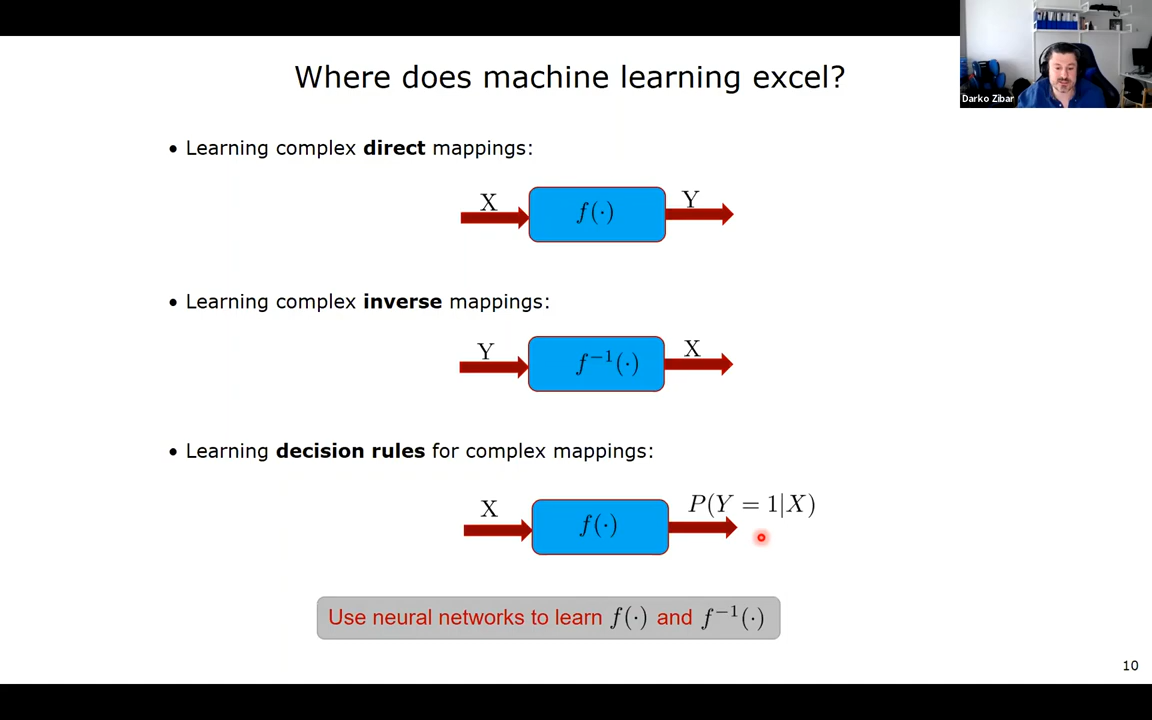 Where does machine learning excel?
Darko Zibar
• Learning complex direct mappings:
X
f(·)
Y
• Learning complex inverse mappings:
Y
f⁻¹(·)
X
• Learning decision rules for complex mappings:
X
f(·)
P(Y = 1|X)
Use neural networks to learn f(·) and f⁻¹(·)
10